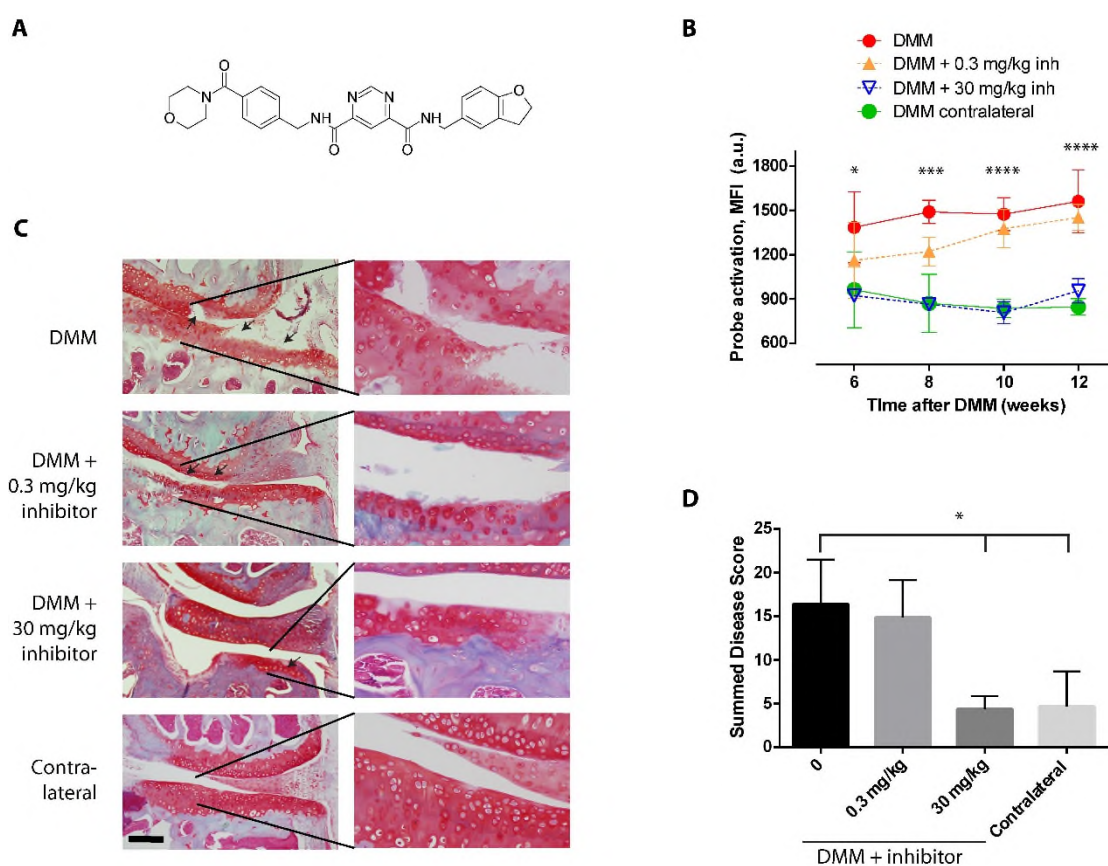 A
O
N
O
NH
O
N
N
NH
O
O
B
DMM
DMM + 0.3 mg/kg inh
DMM + 30 mg/kg inh
DMM contralateral
Probe activation, MFI (a.u.)
1800
1500
1200
900
600
*
***
****
****
6
8
10
12
TIme after DMM (weeks)
C
DMM
DMM +
0.3 mg/kg
inhibitor
DMM +
30 mg/kg
inhibitor
Contra-
lateral
D
Summed Disease Score
25
20
15
10
5
0
*
0
0.3 mg/kg
30 mg/kg
Contralateral
DMM + inhibitor